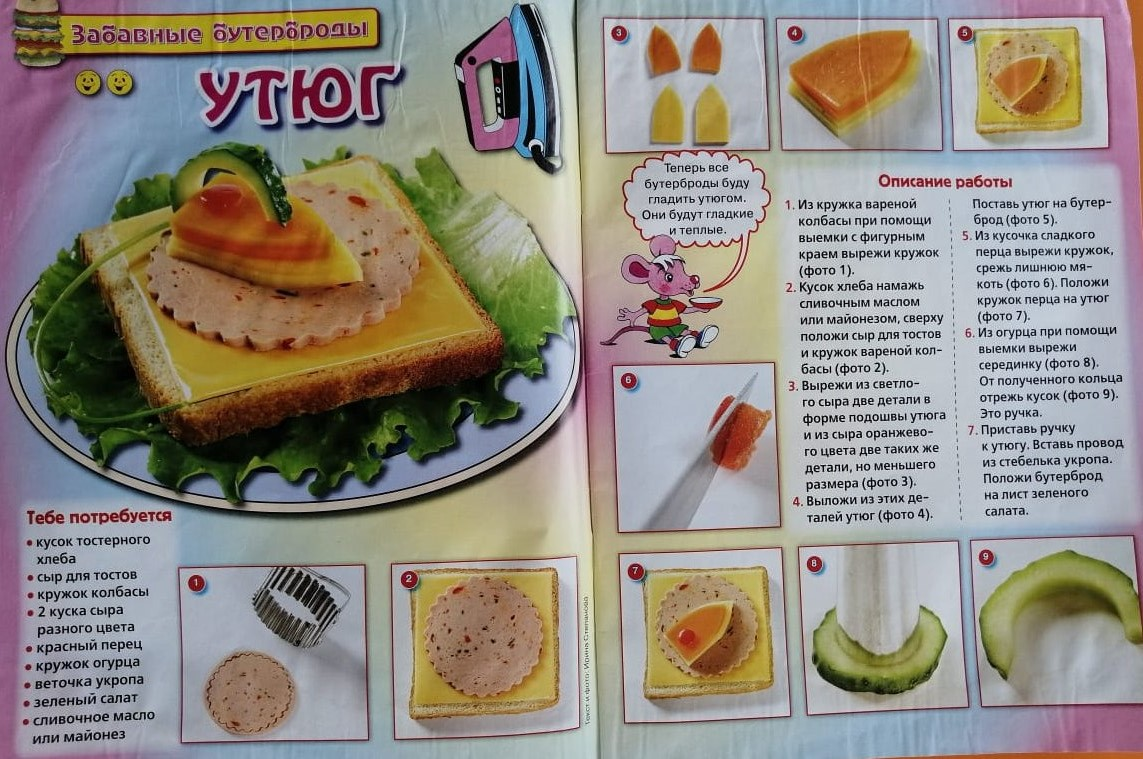 Забавные бутерброды
УТЮГ
Тебе потребуется
• кусок тостерного
хлеба
• сыр для тостов
• кружок колбасы
• 2 куска сыра
разного цвета
• красный перец
• кружок огурца
• веточка укропа
• зеленый салат
• сливочное масло
или майонез
1
2
Текст и фото: Ирина Степанова
3
4
5
Теперь все
бутерброды буду
гладить утюгом.
Они будут гладкие
и теплые.
6
Описание работы
1. Из кружка вареной
колбасы при помощи
выемки с фигурным
краем вырежи кружок
(фото 1).
2. Кусок хлеба намажь
сливочным маслом
или майонезом, сверху
положи сыр для тостов
и кружок вареной кол-
басы (фото 2).
3. Вырежи из светло-
го сыра две детали в
форме подошвы утюга
и из сыра оранжево-
го цвета две таких же
детали, но меньшего
размера (фото 3).
4. Выложи из этих де-
талей утюг (фото 4).
Поставь утюг на бутер-
брод (фото 5).
5. Из кусочка сладкого
перца вырежи кружок,
срежь лишнюю мя-
коть (фото 6). Положи
кружок перца на утюг
(фото 7).
6. Из огурца при помощи
выемки вырежи
серединку (фото 8).
От полученного кольца
отрежь кусок (фото 9).
Это ручка.
7. Приставь ручку
к утюгу. Вставь провод
из стебелька укропа.
Положи бутерброд
на лист зеленого
салата.
7
8
9